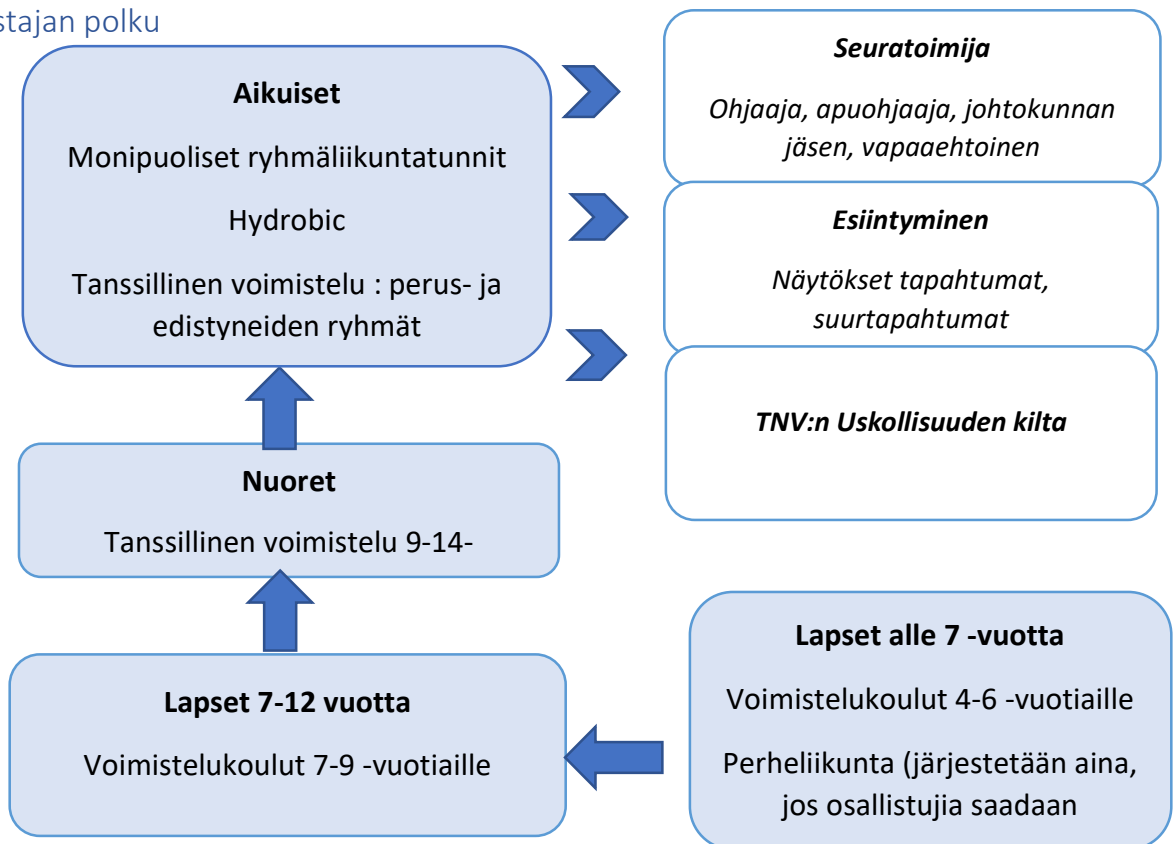 stajan polku
Aikuiset
Monipuoliset ryhmäliikuntatunnit
Hydrobic
Tanssillinen voimistelu : perus- ja
edistyneiden ryhmät
Seuratoimija
Ohjaaja, apuohjaaja, johtokunnan
jäsen, vapaaehtoinen
Esiintyminen
Näytökset tapahtumat,
suurtapahtumat
TNV:n Uskollisuuden kilta
Nuoret
Tanssillinen voimistelu 9-14-
Lapset 7-12 vuotta
Voimistelukoulut 7-9 -vuotiaille
Lapset alle 7 -vuotta
Voimistelukoulut 4-6 -vuotiaille
Perheliikunta (järjestetään aina,
jos osallistujia saadaan